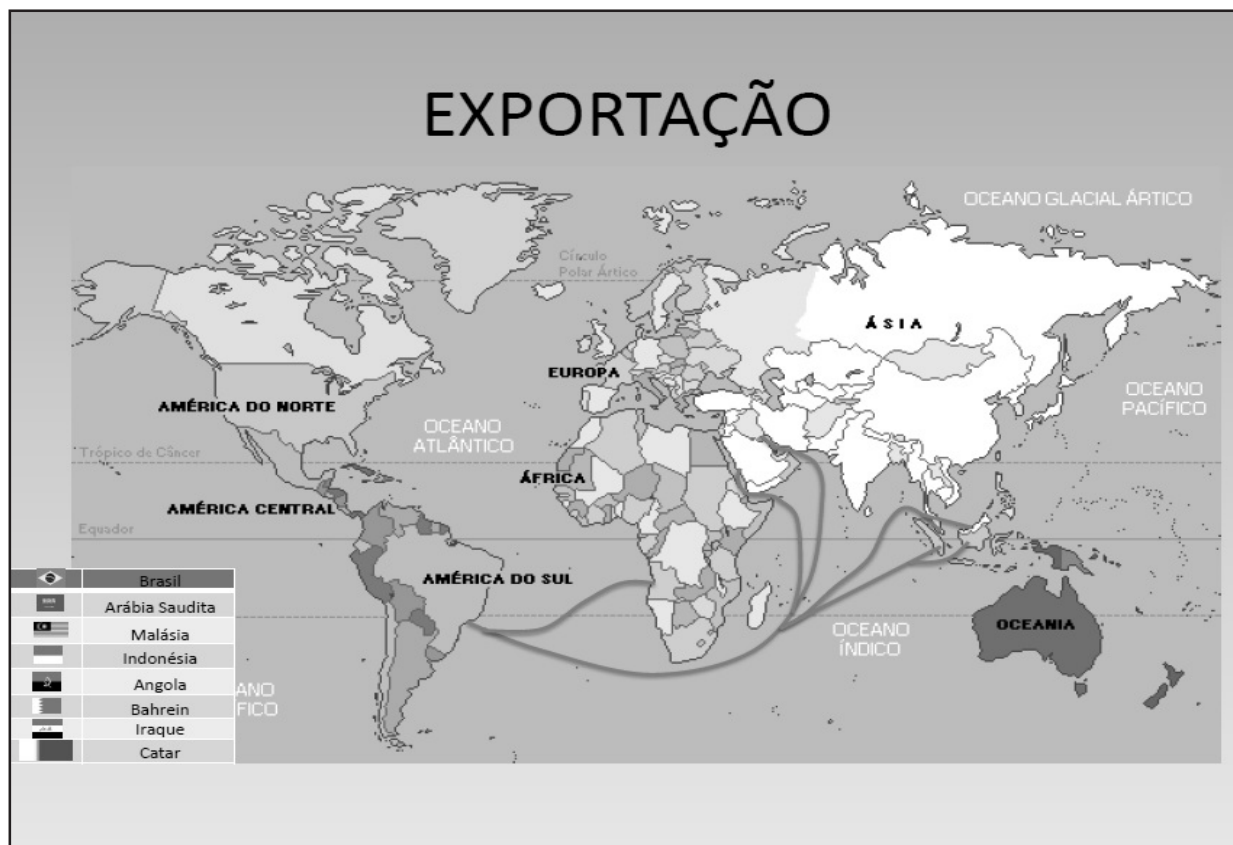 EXPORTAÇÃO
OCEANO GLACIAL ÁRTICO
Círculo
Polar Ártico
ÁSIA
EUROPA
AMÉRICA DO NORTE
OCEANO
PACÍFICO
OCEANO
ATLÂNTICO
Trópico de Câncer
ÁFRICA
AMÉRICA CENTRAL
Equador
AMÉRICA DO SUL
OCEANIA
OCEANO
ÍNDICO
ANO
FICO
Brasil
Arábia Saudita
Malásia
Indonésia
Angola
Bahrein
Iraque
Catar